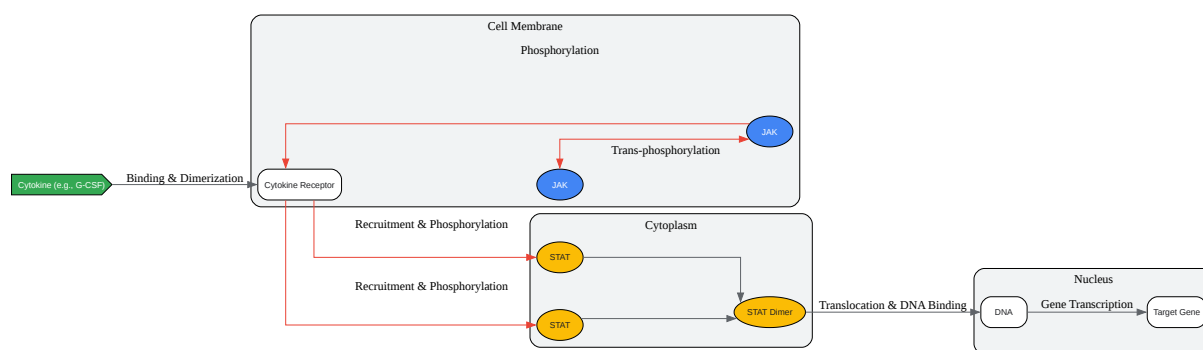 Cell Membrane
Phosphorylation
JAK
Trans-phosphorylation
Cytokine (e.g., G-CSF)
Binding & Dimerization
Cytokine Receptor
JAK
Recruitment & Phosphorylation
Cytoplasm
STAT
Recruitment & Phosphorylation
STAT
STAT Dimer
Translocation & DNA Binding
Nucleus
DNA
Gene Transcription
Target Gene